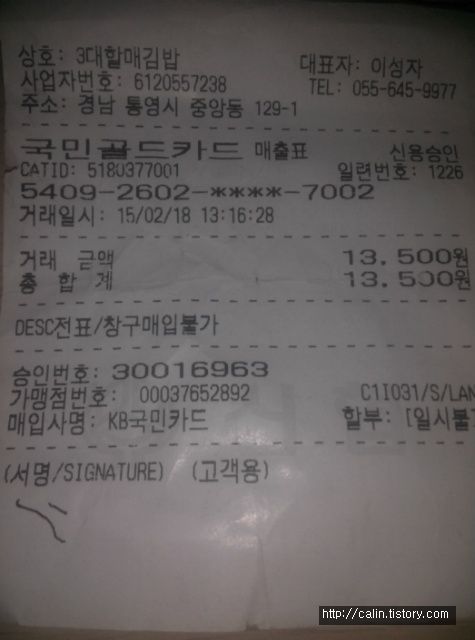 상호: 3대할매김밥 대표자: 이성자
사업자번호: 6120557238 TEL: 055-645-9977
주소: 경남 통영시 중앙동 129-1
국민골드카드 매출표 신용승인
CATID: 5180377001 일련번호: 1226
5409-2602-****-7002
거래일시: 15/02/18 13:16:28
거래 금액 13,500원
총 합 계 13,500원
DESC전표/창구매입불가
승인번호: 30016963
가맹점번호: 00037652892 C1I031/S/LAN
매입사명: KB국민카드 할부: [일시불
(서명/SIGNATURE) (고객용)
http://calin.tistory.com